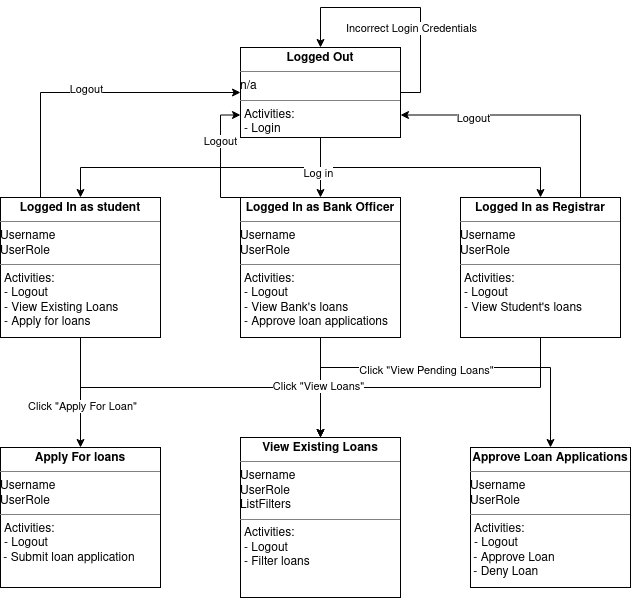 Incorrect Login Credentials
Logged Out
n/a
Activities:
- Login
Logout
Logout
Logout
Log in
Logged In as student
Username
UserRole
Activities:
- Logout
- View Existing Loans
- Apply for loans
Logged In as Bank Officer
Username
UserRole
Activities:
- Logout
- View Bank's loans
- Approve loan applications
Logged In as Registrar
Username
UserRole
Activities:
- Logout
- View Student's loans
Click "View Pending Loans"
Click "View Loans"
Click "Apply For Loan"
Apply For loans
Username
UserRole
Activities:
- Logout
- Submit loan application
View Existing Loans
Username
UserRole
ListFilters
Activities:
- Logout
- Filter loans
Approve Loan Applications
Username
UserRole
Activities:
- Logout
- Approve Loan
- Deny Loan